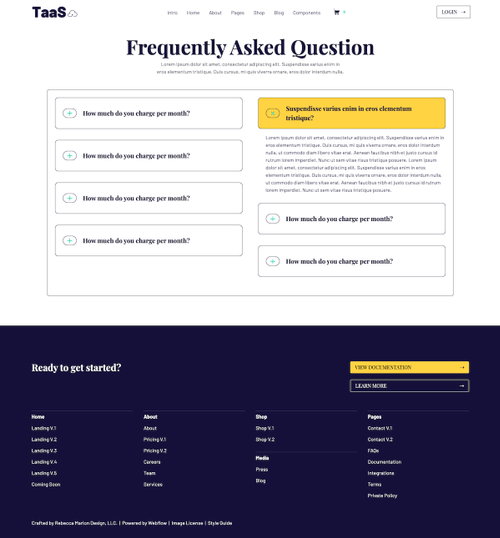 TaaS
Intro Home About Pages Shop Blog Components
LOGIN →
Frequently Asked Question
Lorem ipsum dolor sit amet, consectetur adipiscing elit. Suspendisse varius enim in
eros elementum tristique. Duis cursus, mi quis viverra ornare, eros dolor interdum nulla.
How much do you charge per month?
How much do you charge per month?
How much do you charge per month?
How much do you charge per month?
Suspendisse varius enim in eros elementum
tristique?
Lorem ipsum dolor sit amet, consectetur adipiscing elit. Suspendisse varius enim in
eros elementum tristique. Duis cursus, mi quis viverra ornare, eros dolor interdum
nulla, ut commodo diam libero vitae erat. Aenean faucibus nibh et justo cursus id
rutrum lorem imperdiet. Nunc ut sem vitae risus tristique posuere. Lorem ipsum
dolor sit amet, consectetur adipiscing elit. Suspendisse varius enim in eros
elementum tristique. Duis cursus, mi quis viverra ornare, eros dolor interdum nulla,
ut commodo diam libero vitae erat. Aenean faucibus nibh et justo cursus id rutrum
lorem imperdiet. Nunc ut sem vitae risus tristique posuere.
How much do you charge per month?
How much do you charge per month?
Ready to get started?
VIEW DOCUMENTATION →
LEARN MORE →
Home
Landing V.1
Landing V.2
Landing V.3
Landing V.4
Landing V.5
Coming Soon
About
About
Pricing V.1
Pricing V.2
Careers
Team
Services
Shop
Shop V.1
Shop V.2
Media
Press
Blog
Pages
Contact V.1
Contact V.2
FAQs
Documentation
Integrations
Terms
Private Policy
Crafted by Rebecca Marion Design, LLC. | Powered by Webflow | Image License | Style Guide